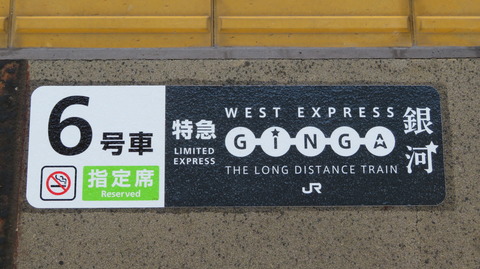 6号車
指定席
Reserved
特急
LIMITED
EXPRESS
WEST EXPRESS
GiNGA
THE LONG DISTANCE TRAIN
JR
銀河